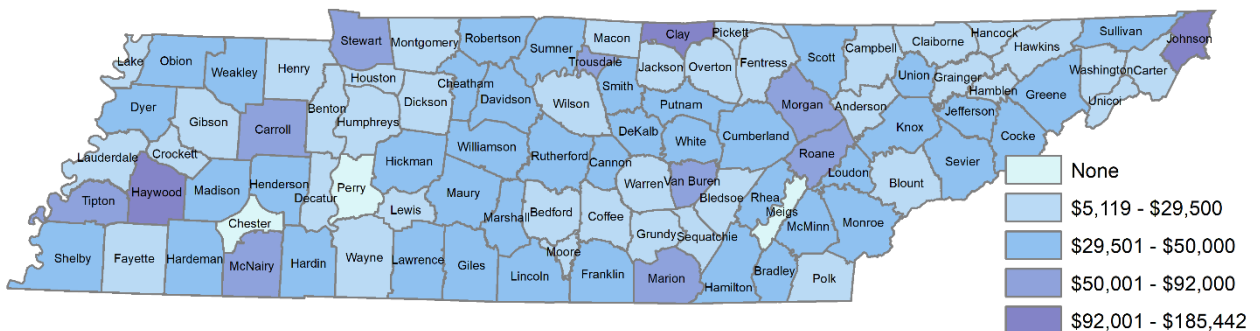 Lake
Obion
Weakley
Henry
Stewart
Montgomery
Robertson
Sumner
Macon
Clay
Pickett
Scott
Campbell
Claiborne
Hancock
Hawkins
Sullivan
Johnson
Houston
Trousdale
Jackson
Overton
Fentress
Union
Grainger
Hamblen
Washington
Carter
Unicoi
Greene
Dyer
Gibson
Carroll
Benton
Humphreys
Dickson
Cheatham
Davidson
Wilson
Smith
Putnam
Morgan
Anderson
Knox
Jefferson
Cocke
Lauderdale
Crockett
Haywood
Madison
Henderson
Decatur
Perry
Hickman
Williamson
Rutherford
Cannon
DeKalb
White
Cumberland
Roane
Loudon
Blount
Sevier
Tipton
Chester
Lewis
Maury
Marshall
Bedford
Coffee
Warren
Van Buren
Bledsoe
Rhea
Meigs
McMinn
Monroe
Shelby
Fayette
Hardeman
McNairy
Hardin
Wayne
Lawrence
Giles
Lincoln
Moore
Franklin
Grundy
Sequatchie
Marion
Hamilton
Bradley
Polk
None
$5,119 - $29,500
$29,501 - $50,000
$50,001 - $92,000
$92,001 - $185,442